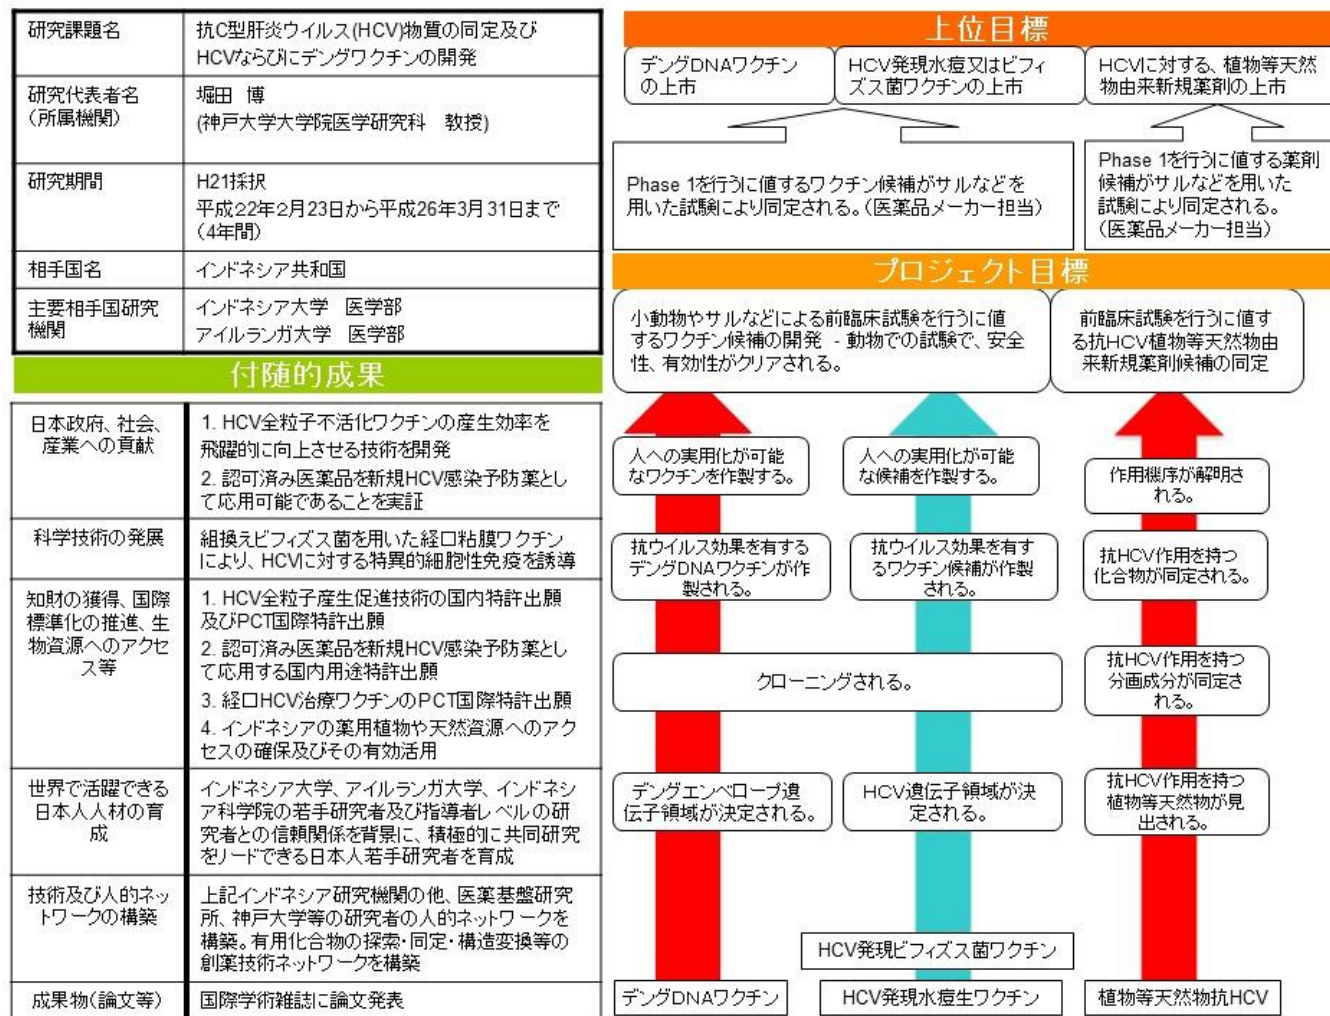 研究課題名
抗C型肝炎ウイルス(HCV)物質の同定及び
HCVならびにデングワクチンの開発
研究代表者名
(所属機関)
堀田 博
(神戸大学大学院医学研究科 教授)
研究期間
H21採択
平成22年2月23日から平成26年3月31日まで
(4年間)
相手国名
インドネシア共和国
主要相手国研究
機関
インドネシア大学 医学部
アイルランガ大学 医学部
付随的成果
日本政府、社会、
産業への貢献
1. HCV全粒子不活化ワクチンの産生効率を
飛躍的に向上させる技術を開発
2. 認可済み医薬品を新規HCV感染予防薬とし
て応用可能であることを実証
科学技術の発展
組換えビフィズス菌を用いた経口粘膜ワクチン
により、HCVに対する特異的細胞性免疫を誘導
知財の獲得、国際
標準化の推進、生
物資源へのアクセ
ス等
1. HCV全粒子産生促進技術の国内特許出願
及びPCT国際特許出願
2. 認可済み医薬品を新規HCV感染予防薬とし
て応用する国内用途特許出願
3. 経口HCV治療ワクチンのPCT国際特許出願
4. インドネシアの薬用植物や天然資源へのアク
セスの確保及びその有効活用
世界で活躍できる
日本人人材の育
成
インドネシア大学、アイルランガ大学、インドネシ
ア科学院の若手研究者及び指導者レベルの研
究者との信頼関係を背景に、積極的に共同研究
をリードできる日本人若手研究者を育成
技術及び人的ネッ
トワークの構築
上記インドネシア研究機関の他、医薬基盤研究
所、神戸大学等の研究者の人的ネットワークを
構築。有用化合物の探索・同定・構造変換等の
創薬技術ネットワークを構築
成果物(論文等)
国際学術雑誌に論文発表
上位目標
デングDNAワクチン
の上市
HCV発現水痘又はビフィ
ズス菌ワクチンの上市
HCVに対する、植物等天然
物由来新規薬剤の上市
Phase 1を行うに値するワクチン候補がサルなどを
用いた試験により同定される。(医薬品メーカー担当)
Phase 1を行うに値する薬剤
候補がサルなどを用いた
試験により同定される。
(医薬品メーカー担当)
プロジェクト目標
小動物やサルなどによる前臨床試験を行うに値
するワクチン候補の開発 - 動物での試験で、安全
性、有効性がクリアされる。
前臨床試験を行うに値す
る抗HCV植物等天然物由
来新規薬剤候補の同定
人への実用化が可能
なワクチンを作製する。
人への実用化が可能
な候補を作製する。
作用機序が解明さ
れる。
抗ウイルス効果を有する
デングDNAワクチンが作
製される。
抗ウイルス効果を有す
るワクチン候補が作製
される。
抗HCV作用を持つ
化合物が同定される。
クローニングされる。
抗HCV作用を持つ
分画成分が同定さ
れる。
デングエンベロープ遺
伝子領域が決定される。
HCV遺伝子領域が決
定される。
抗HCV作用を持つ
植物等天然物が見
出される。
HCV発現ビフィズス菌ワクチン
デングDNAワクチン
HCV発現水痘生ワクチン
植物等天然物抗HCV